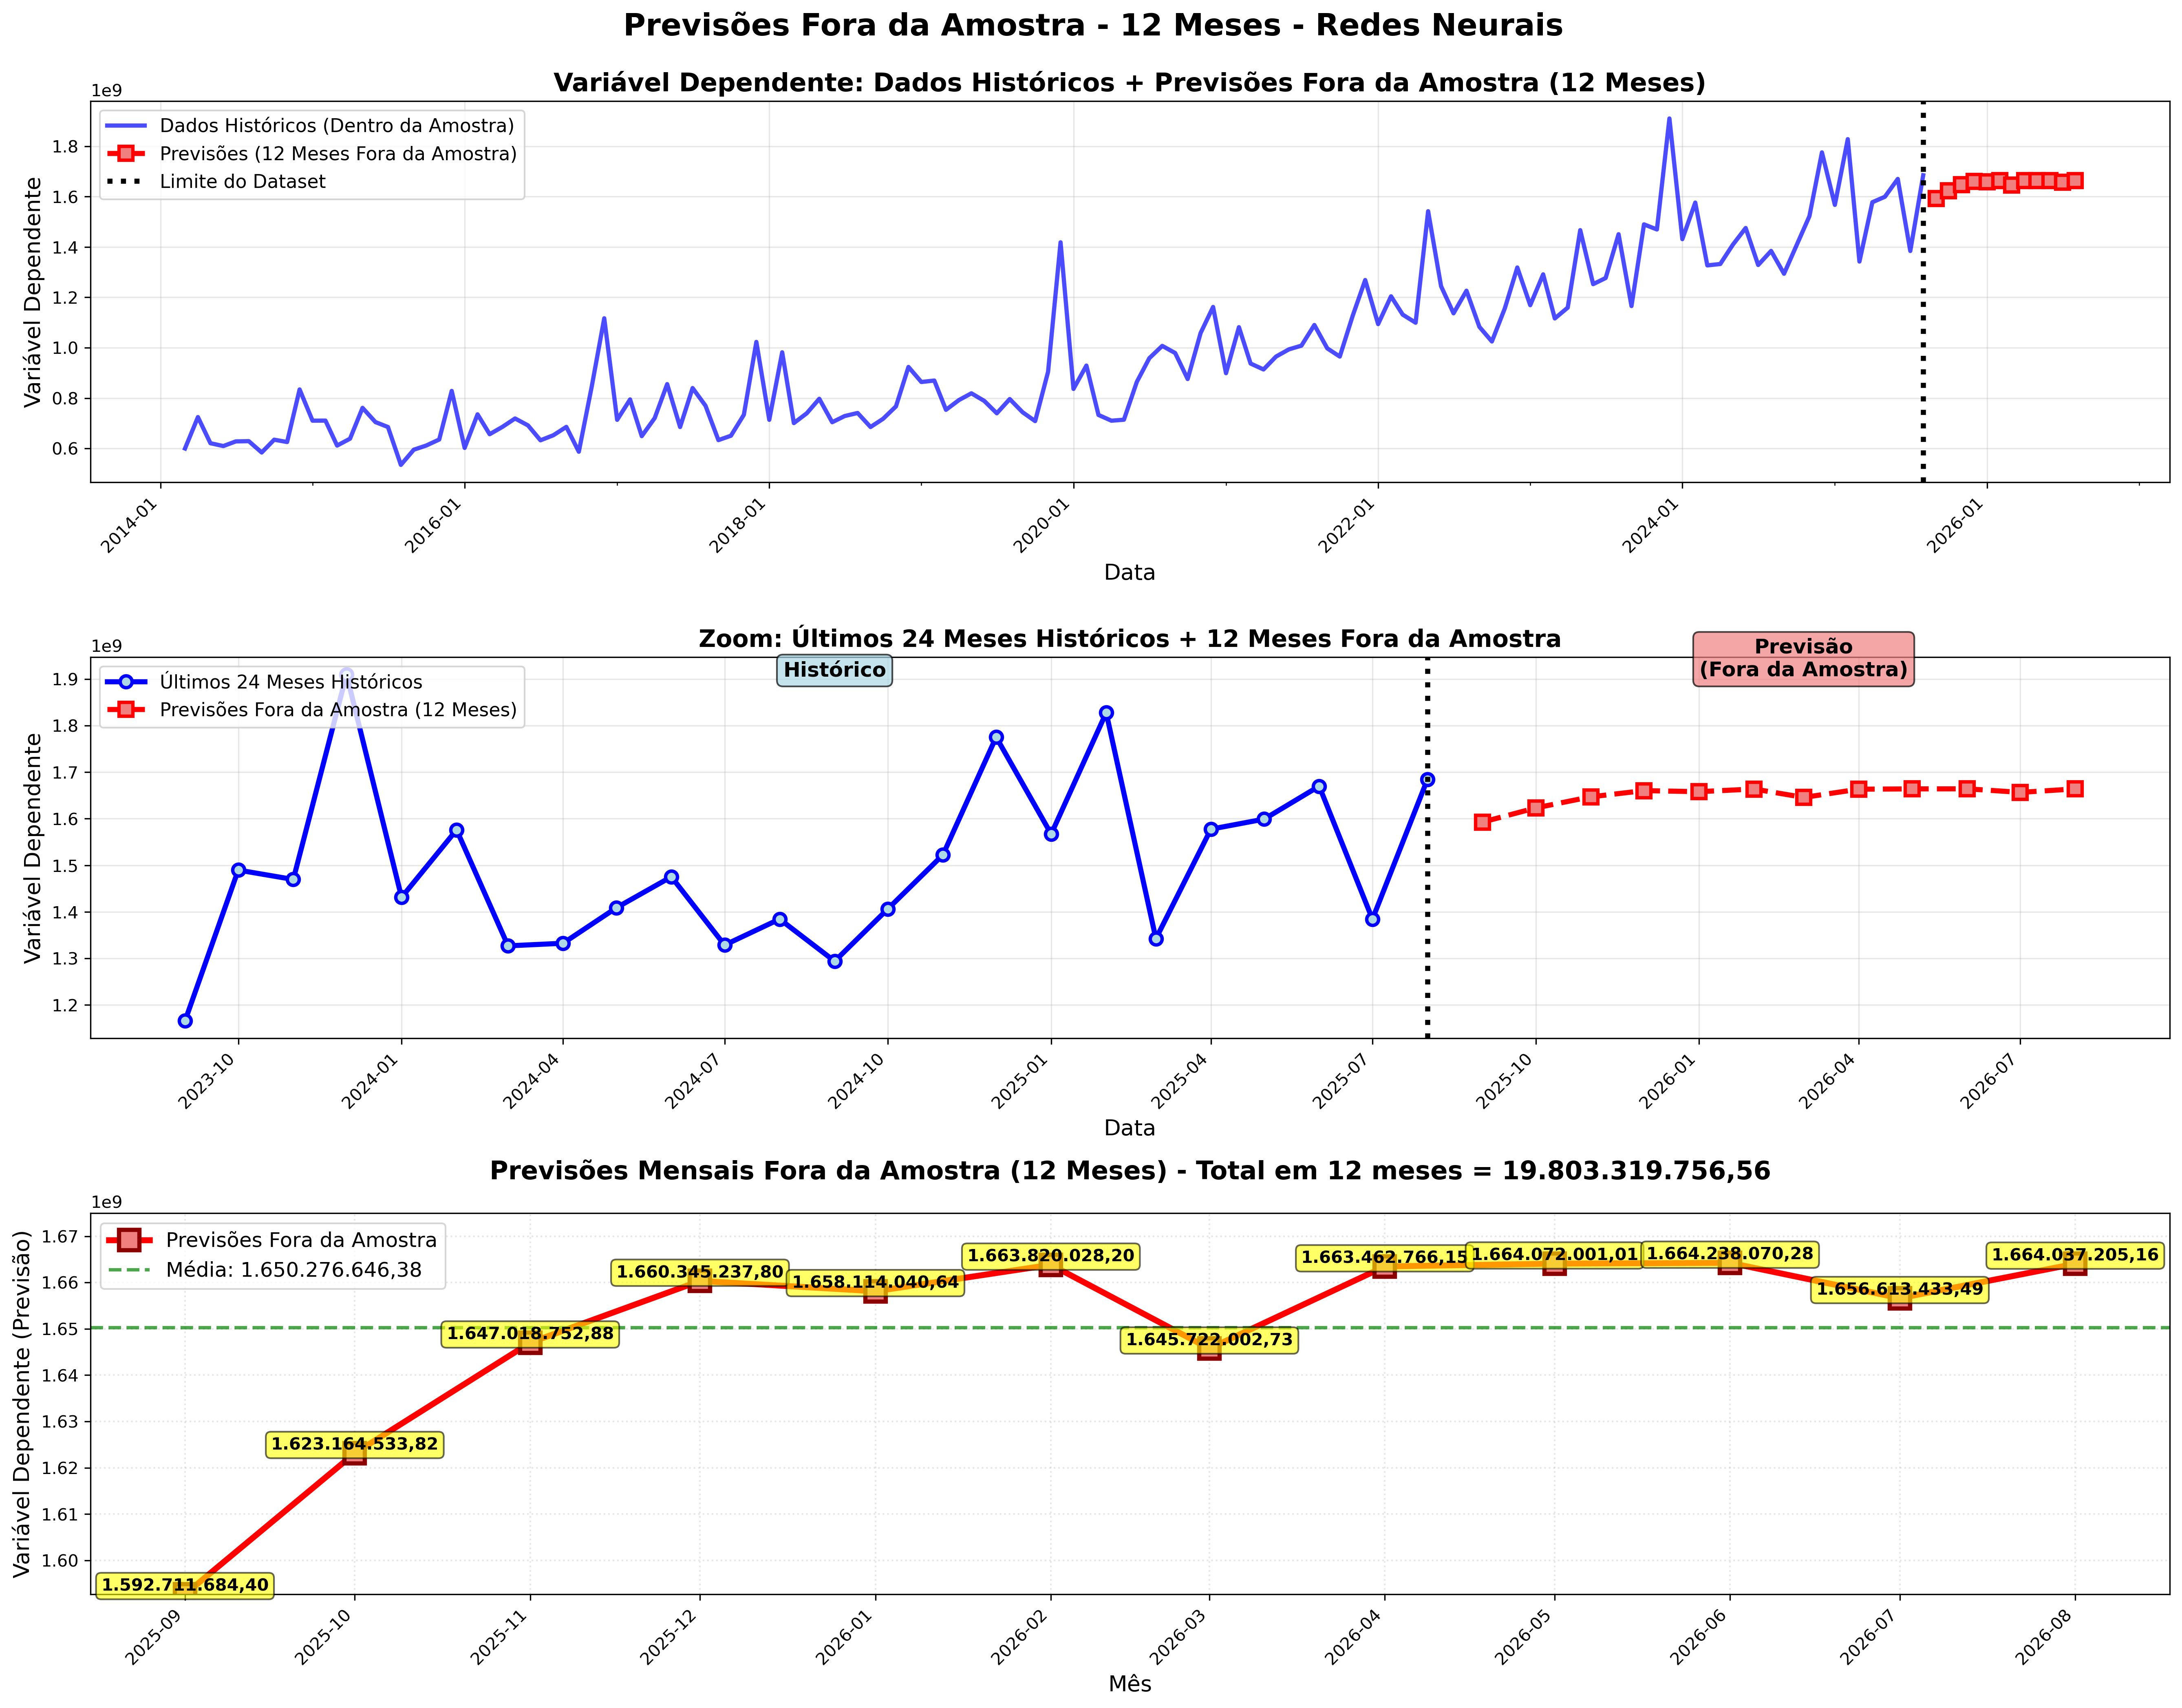 Previsões Fora da Amostra - 12 Meses - Redes Neurais
Variável Dependente: Dados Históricos + Previsões Fora da Amostra (12 Meses)
1e9
Dados Históricos (Dentro da Amostra)
Previsões (12 Meses Fora da Amostra)
Limite do Dataset
Variável Dependente
1.8
1.6
1.4
1.2
1.0
0.8
0.6
2014-01
2016-01
2018-01
2020-01
2022-01
2024-01
2026-01
Data
Zoom: Últimos 24 Meses Históricos + 12 Meses Fora da Amostra
1e9
Últimos 24 Meses Históricos
Previsões Fora da Amostra (12 Meses)
Histórico
Previsão
(Fora da Amostra)
Variável Dependente
1.9
1.8
1.7
1.6
1.5
1.4
1.3
1.2
2023-10
2024-01
2024-04
2024-07
2024-10
2025-01
2025-04
2025-07
2025-10
2026-01
2026-04
2026-07
Data
Previsões Mensais Fora da Amostra (12 Meses) - Total em 12 meses = 19.803.319.756,56
1e9
Previsões Fora da Amostra
Média: 1.650.276.646,38
Variável Dependente (Previsão)
1.67
1.66
1.65
1.64
1.63
1.62
1.61
1.60
1.592.711.684,40
1.623.164.533,82
1.647.018.752,88
1.660.345.237,80
1.658.114.040,64
1.663.820.028,20
1.645.722.002,73
1.663.462.766,15
1.664.072.001,01
1.664.238.070,28
1.656.613.433,49
1.664.037.205,16
2025-09
2025-10
2025-11
2025-12
2026-01
2026-02
2026-03
2026-04
2026-05
2026-06
2026-07
2026-08
Mês